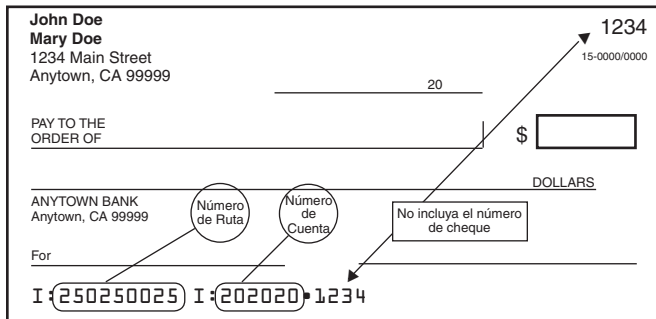 John Doe
Mary Doe
1234 Main Street
Anytown, CA 99999
1234
15-0000/0000
20
PAY TO THE
ORDER OF
$
DOLLARS
ANYTOWN BANK
Anytown, CA 99999
Número
de Ruta
Número
de
Cuenta
No incluya el número
de cheque
For
I:250250025 I:202020•1234